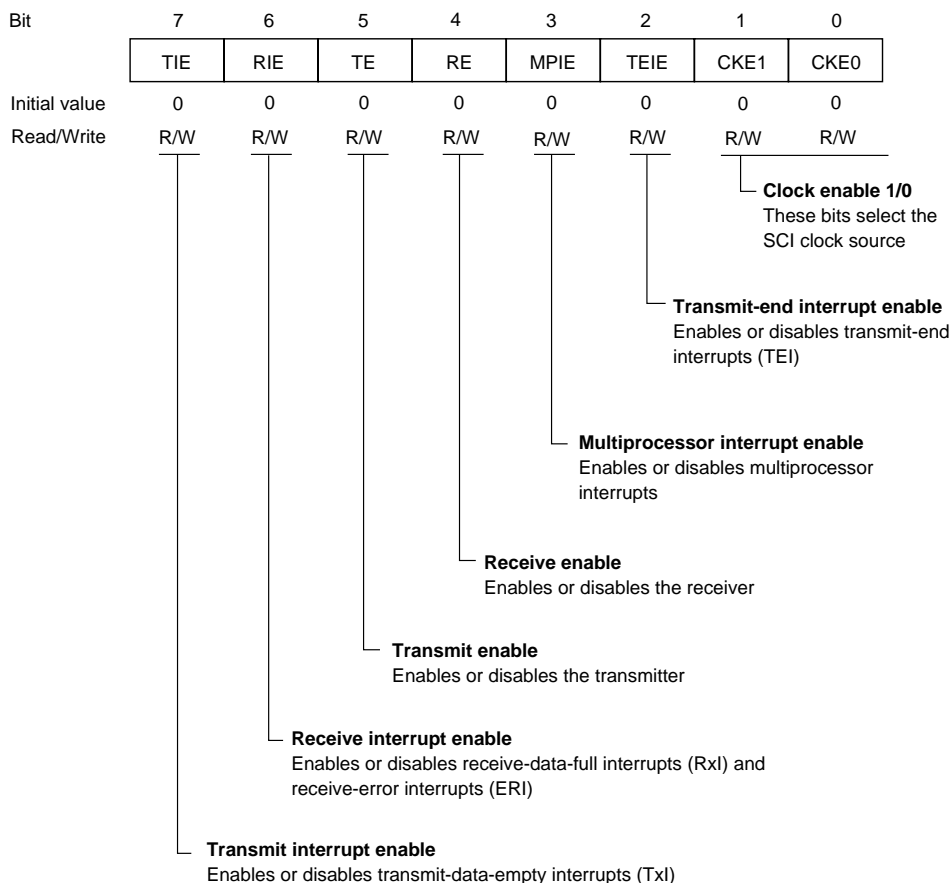 Bit 7 6 5 4 3 2 1 0
TIE RIE TE RE MPIE TEIE CKE1 CKE0
Initial value 0 0 0 0 0 0 0 0
Read/Write R/W R/W R/W R/W R/W R/W R/W R/W
Clock enable 1/0
These bits select the
SCI clock source
Transmit-end interrupt enable
Enables or disables transmit-end
interrupts (TEI)
Multiprocessor interrupt enable
Enables or disables multiprocessor
interrupts
Receive enable
Enables or disables the receiver
Transmit enable
Enables or disables the transmitter
Receive interrupt enable
Enables or disables receive-data-full interrupts (RxI) and
receive-error interrupts (ERI)
Transmit interrupt enable
Enables or disables transmit-data-empty interrupts (TxI)